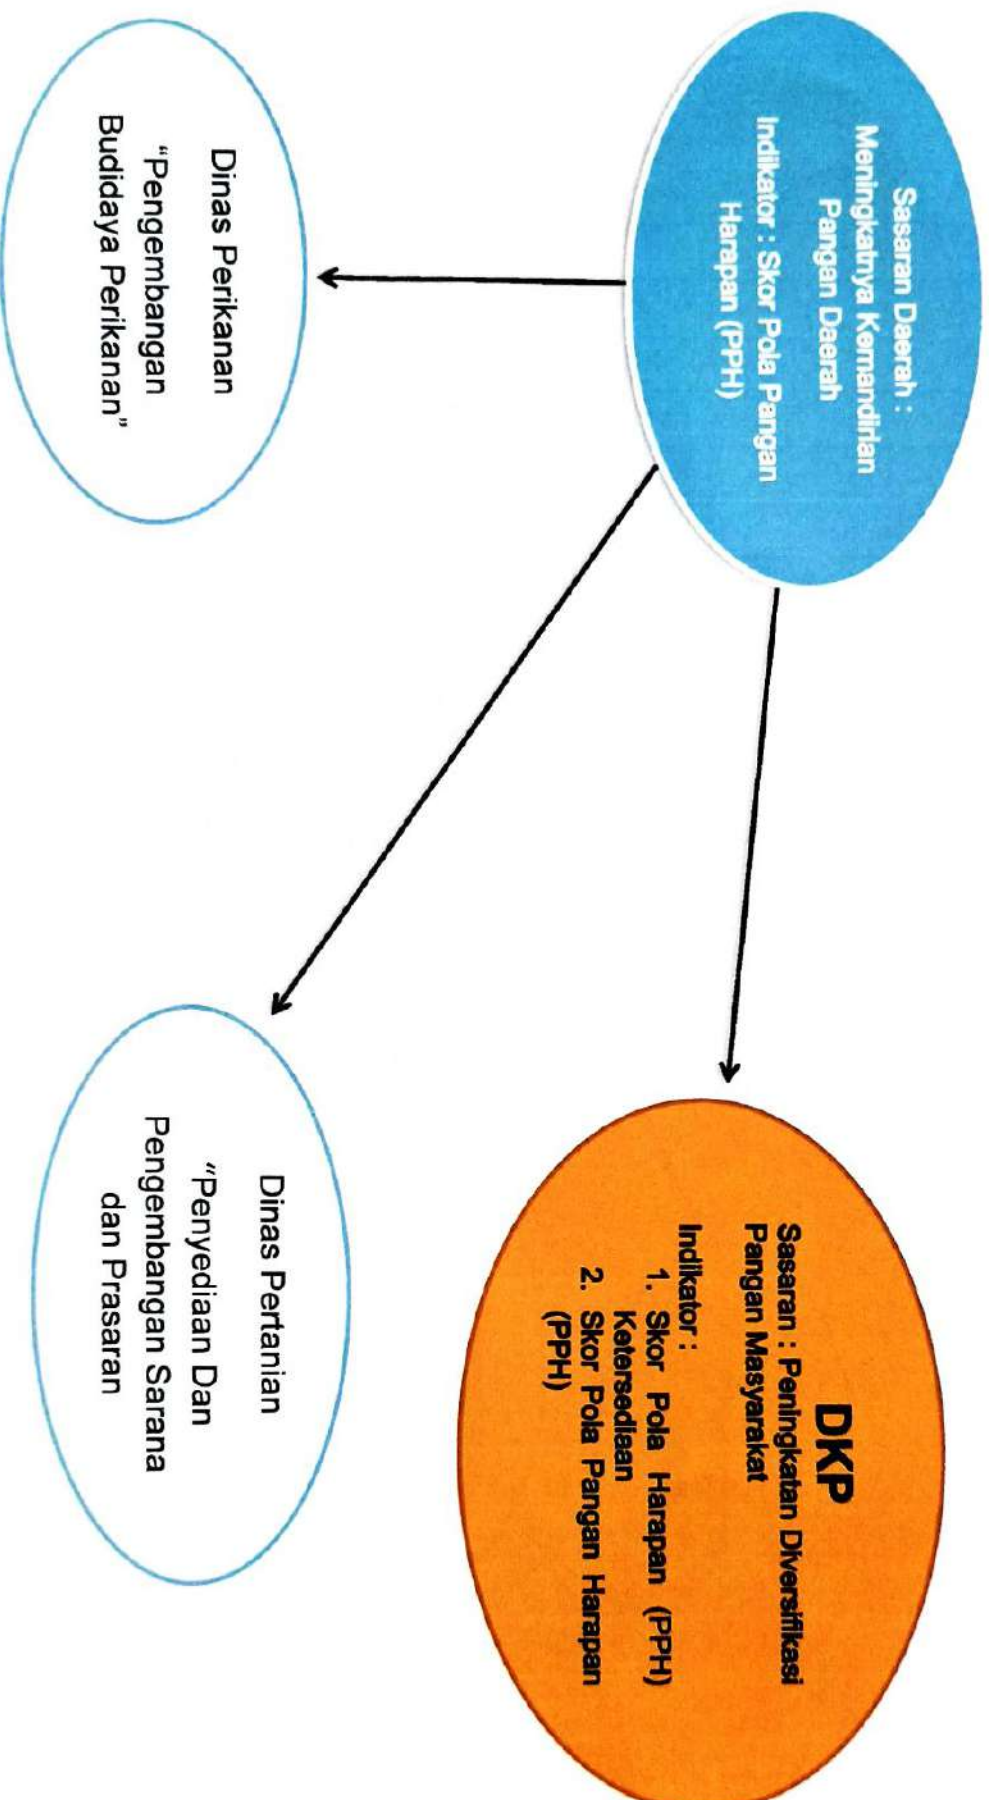 Sasaran Daerah :
Meningkatnya Kemandirian
Pangan Daerah
Indikator : Skor Pola Pangan
Harapan (PPH)
DKP
Sasaran : Peningkatan Diversifikasi
Pangan Masyarakat
Indikator :
1. Skor Pola Harapan (PPH)
Ketersediaan
2. Skor Pola Pangan Harapan
(PPH)
Dinas Perikanan
“Pengembangan
Budidaya Perikanan”
Dinas Pertanian
“Penyediaan Dan
Pengembangan Sarana
dan Prasaran